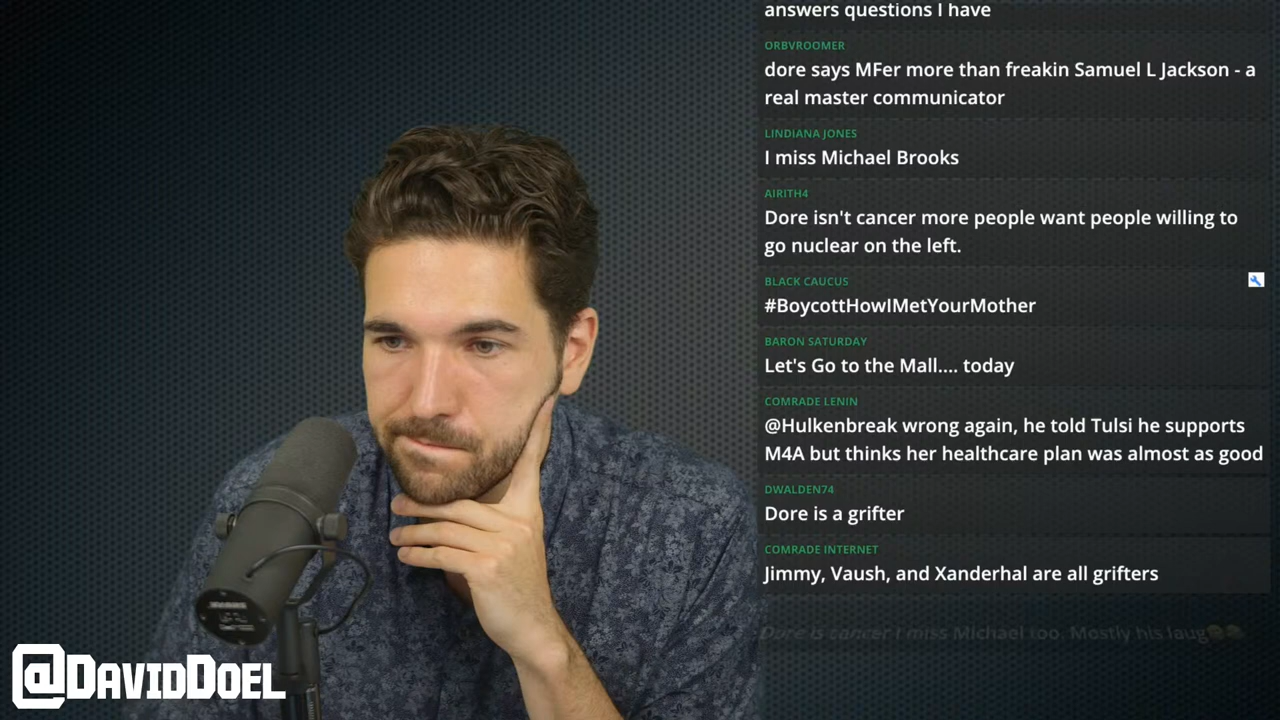 answers questions I have
ORBVROOMER
dore says MFer more than freakin Samuel L Jackson - a
real master communicator
LINDIANA JONES
I miss Michael Brooks
AIRITH4
Dore isn't cancer more people want people willing to
go nuclear on the left.
BLACK CAUCUS
#BoycottHowIMetYourMother
BARON SATURDAY
Let's Go to the Mall.... today
COMRADE LENIN
@Hulkenbreak wrong again, he told Tulsi he supports
M4A but thinks her healthcare plan was almost as good
DWALDEN74
Dore is a grifter
COMRADE INTERNET
Jimmy, Vaush, and Xanderhal are all grifters
Dore is cancer I miss Michael too. Mostly his laug
@DAVIDDOEL